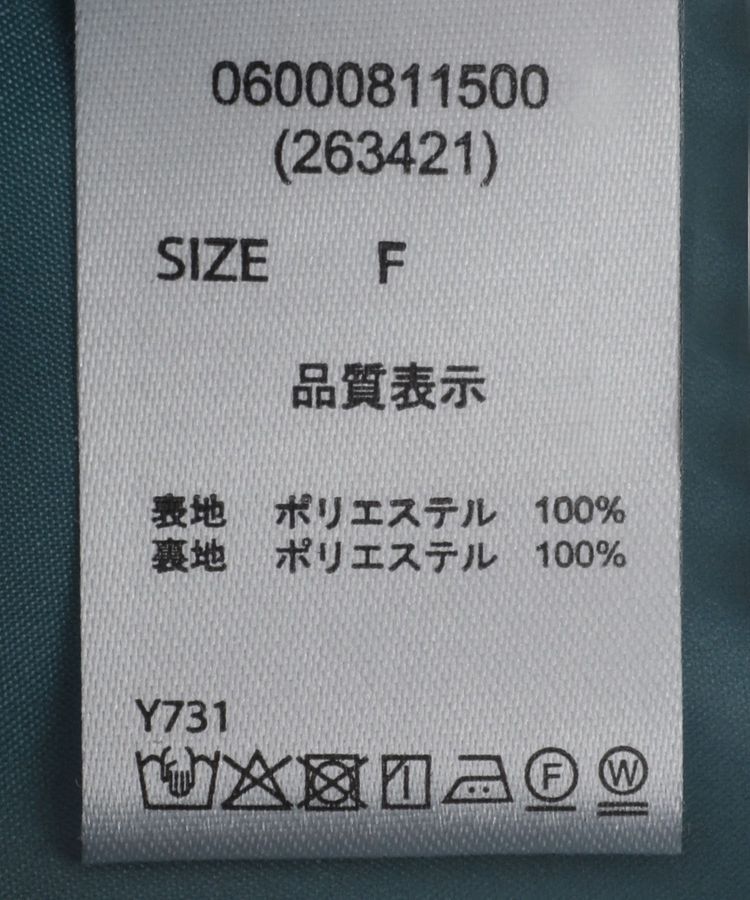 06000811500
(263421)
SIZE F
品質表示
表地 ポリエステル 100%
裏地 ポリエステル 100%
Y731
F W